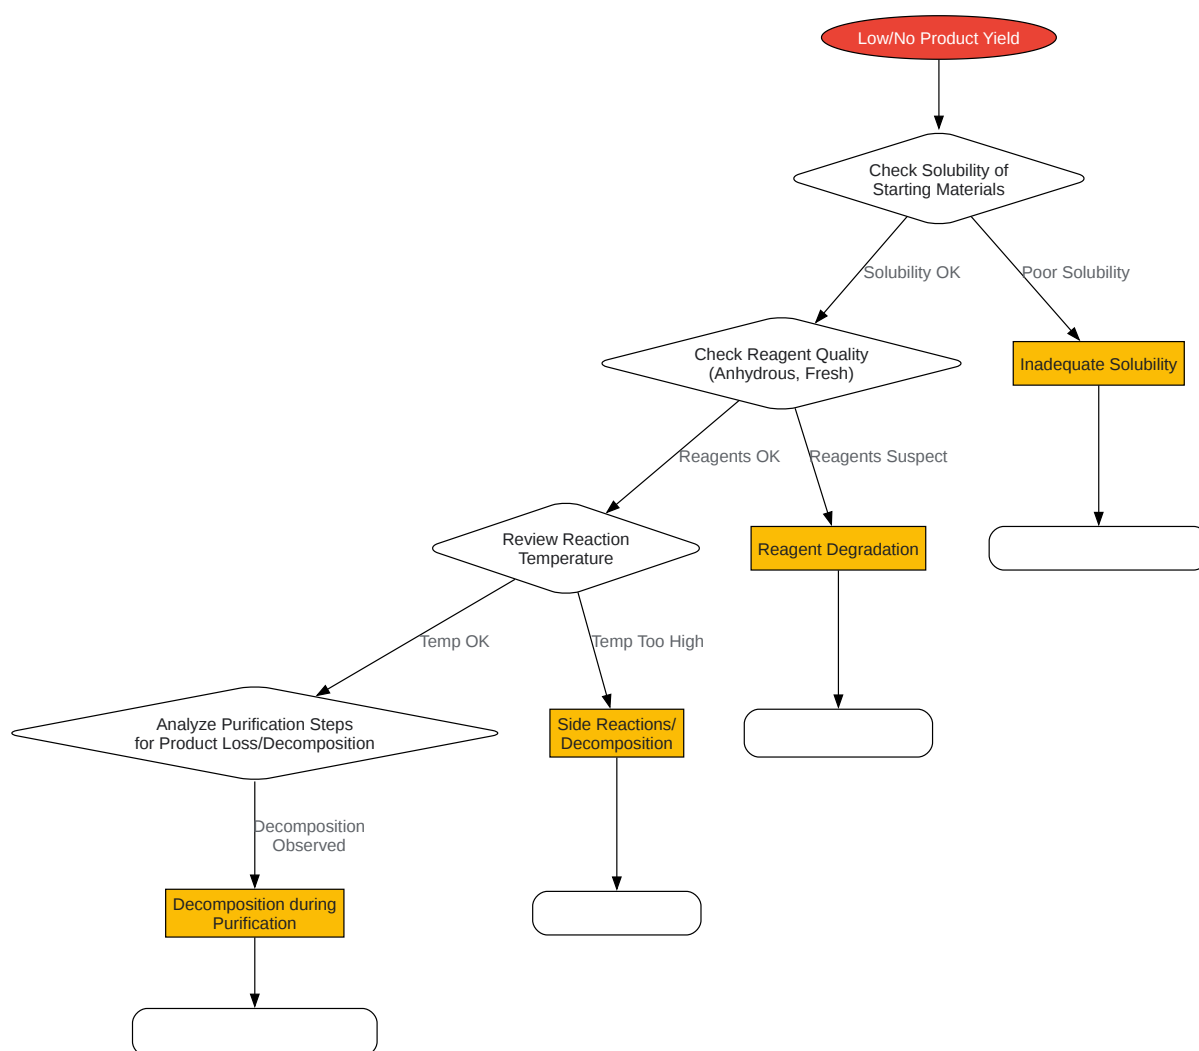 Low/No Product Yield
Check Solubility of
Starting Materials
Solubility OK
Poor Solubility
Check Reagent Quality
(Anhydrous, Fresh)
Inadequate Solubility
Reagents OK
Reagents Suspect
Review Reaction
Temperature
Reagent Degradation
Temp OK
Temp Too High
Analyze Purification Steps
for Product Loss/Decomposition
Side Reactions/
Decomposition
Decomposition
Observed
Decomposition during
Purification